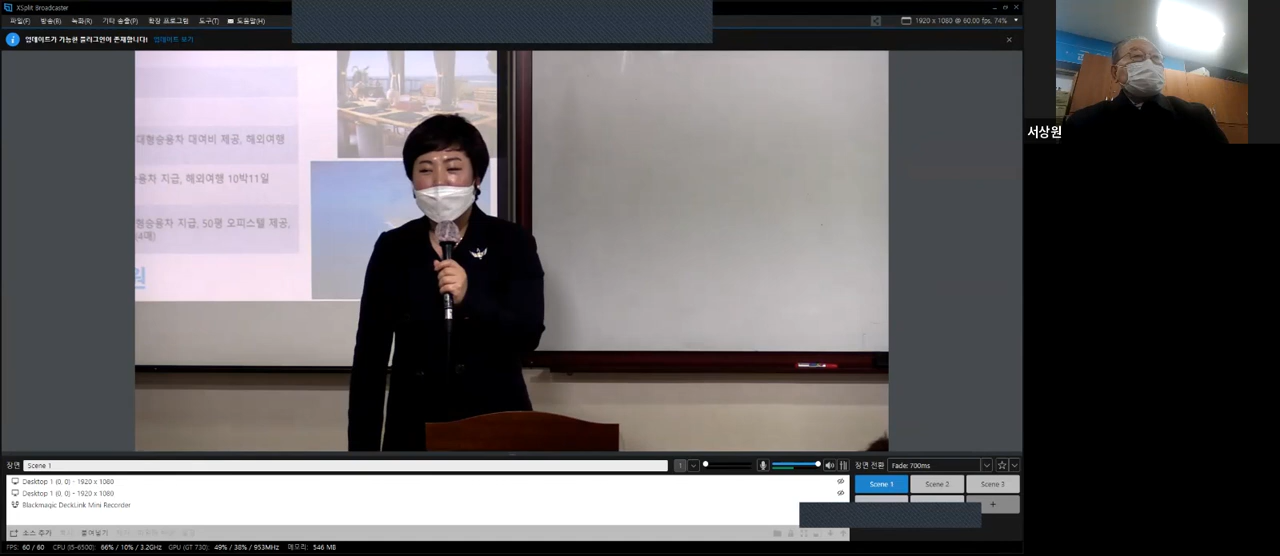 XSplit Broadcaster
파일(F) 방송(B) 녹화(R) 기타 송출(P) 확장 프로그램 도구(T) 도움말(H)
1920 x 1080 @ 60.00 fps, 74%
업데이트가 가능한 플러그인이 존재합니다! 업데이트 보기
대형승용차 대여비 제공, 해외여행
용차 지급, 해외여행 10박11일
형승용차 지급, 50평 오피스텔 제공,
(4매)
원
서상원
장면 Scene 1
1
장면 전환 Fade: 700ms
Desktop 1 (0, 0) - 1920 x 1080
Desktop 1 (0, 0) - 1920 x 1080
Blackmagic DeckLink Mini Recorder
Scene 1 Scene 2 Scene 3
+
소스 추가 붙여넣기
FPS: 60 / 60 CPU (i5-6500): 66% / 10% / 3.2GHz GPU (GT 730): 49% / 38% / 953MHz 메모리: 546 MB